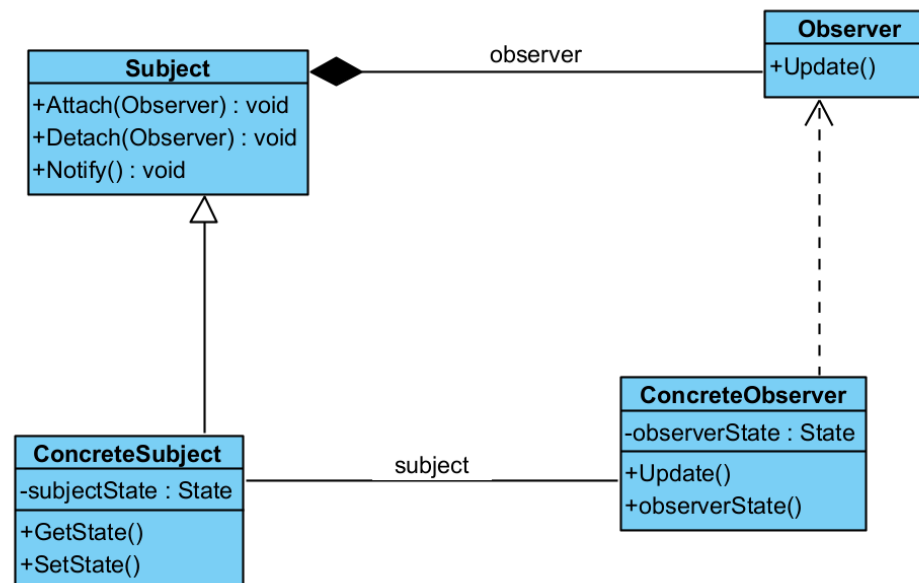 Observer
+Update()
observer
Subject
+Attach(Observer) : void
+Detach(Observer) : void
+Notify() : void
ConcreteObserver
-observerState : State
+Update()
+observerState()
subject
ConcreteSubject
-subjectState : State
+GetState()
+SetState()